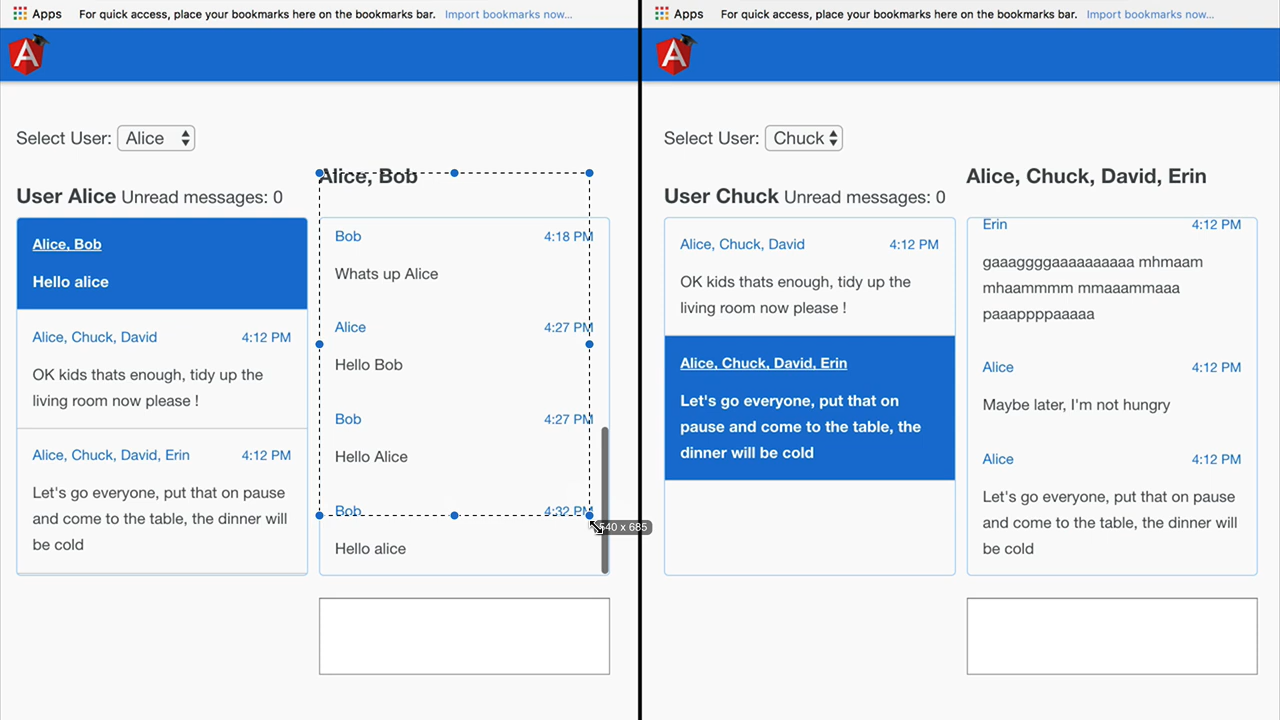 Apps For quick access, place your bookmarks here on the bookmarks bar. Import bookmarks now...
Select User: Alice
User Alice Unread messages: 0
Alice, Bob
Hello alice
Alice, Chuck, David 4:12 PM
OK kids thats enough, tidy up the
living room now please !
Alice, Chuck, David, Erin 4:12 PM
Let's go everyone, put that on pause
and come to the table, the dinner will
be cold
Alice, Bob
Bob 4:18 PM
Whats up Alice
Alice 4:27 PM
Hello Bob
Bob 4:27 PM
Hello Alice
Bob 4:32 PM
540 x 685
Hello alice
Apps For quick access, place your bookmarks here on the bookmarks bar. Import bookmarks now...
Select User: Chuck
User Chuck Unread messages: 0
Alice, Chuck, David 4:12 PM
OK kids thats enough, tidy up the
living room now please !
Alice, Chuck, David, Erin
Let's go everyone, put that on
pause and come to the table, the
dinner will be cold
Alice, Chuck, David, Erin
Erin 4:12 PM
gaaaggggaaaaaaaaaa mhmaam
mhaammmm mmaaammaaa
paaappppaaaaa
Alice 4:12 PM
Maybe later, I'm not hungry
Alice 4:12 PM
Let's go everyone, put that on pause
and come to the table, the dinner will
be cold